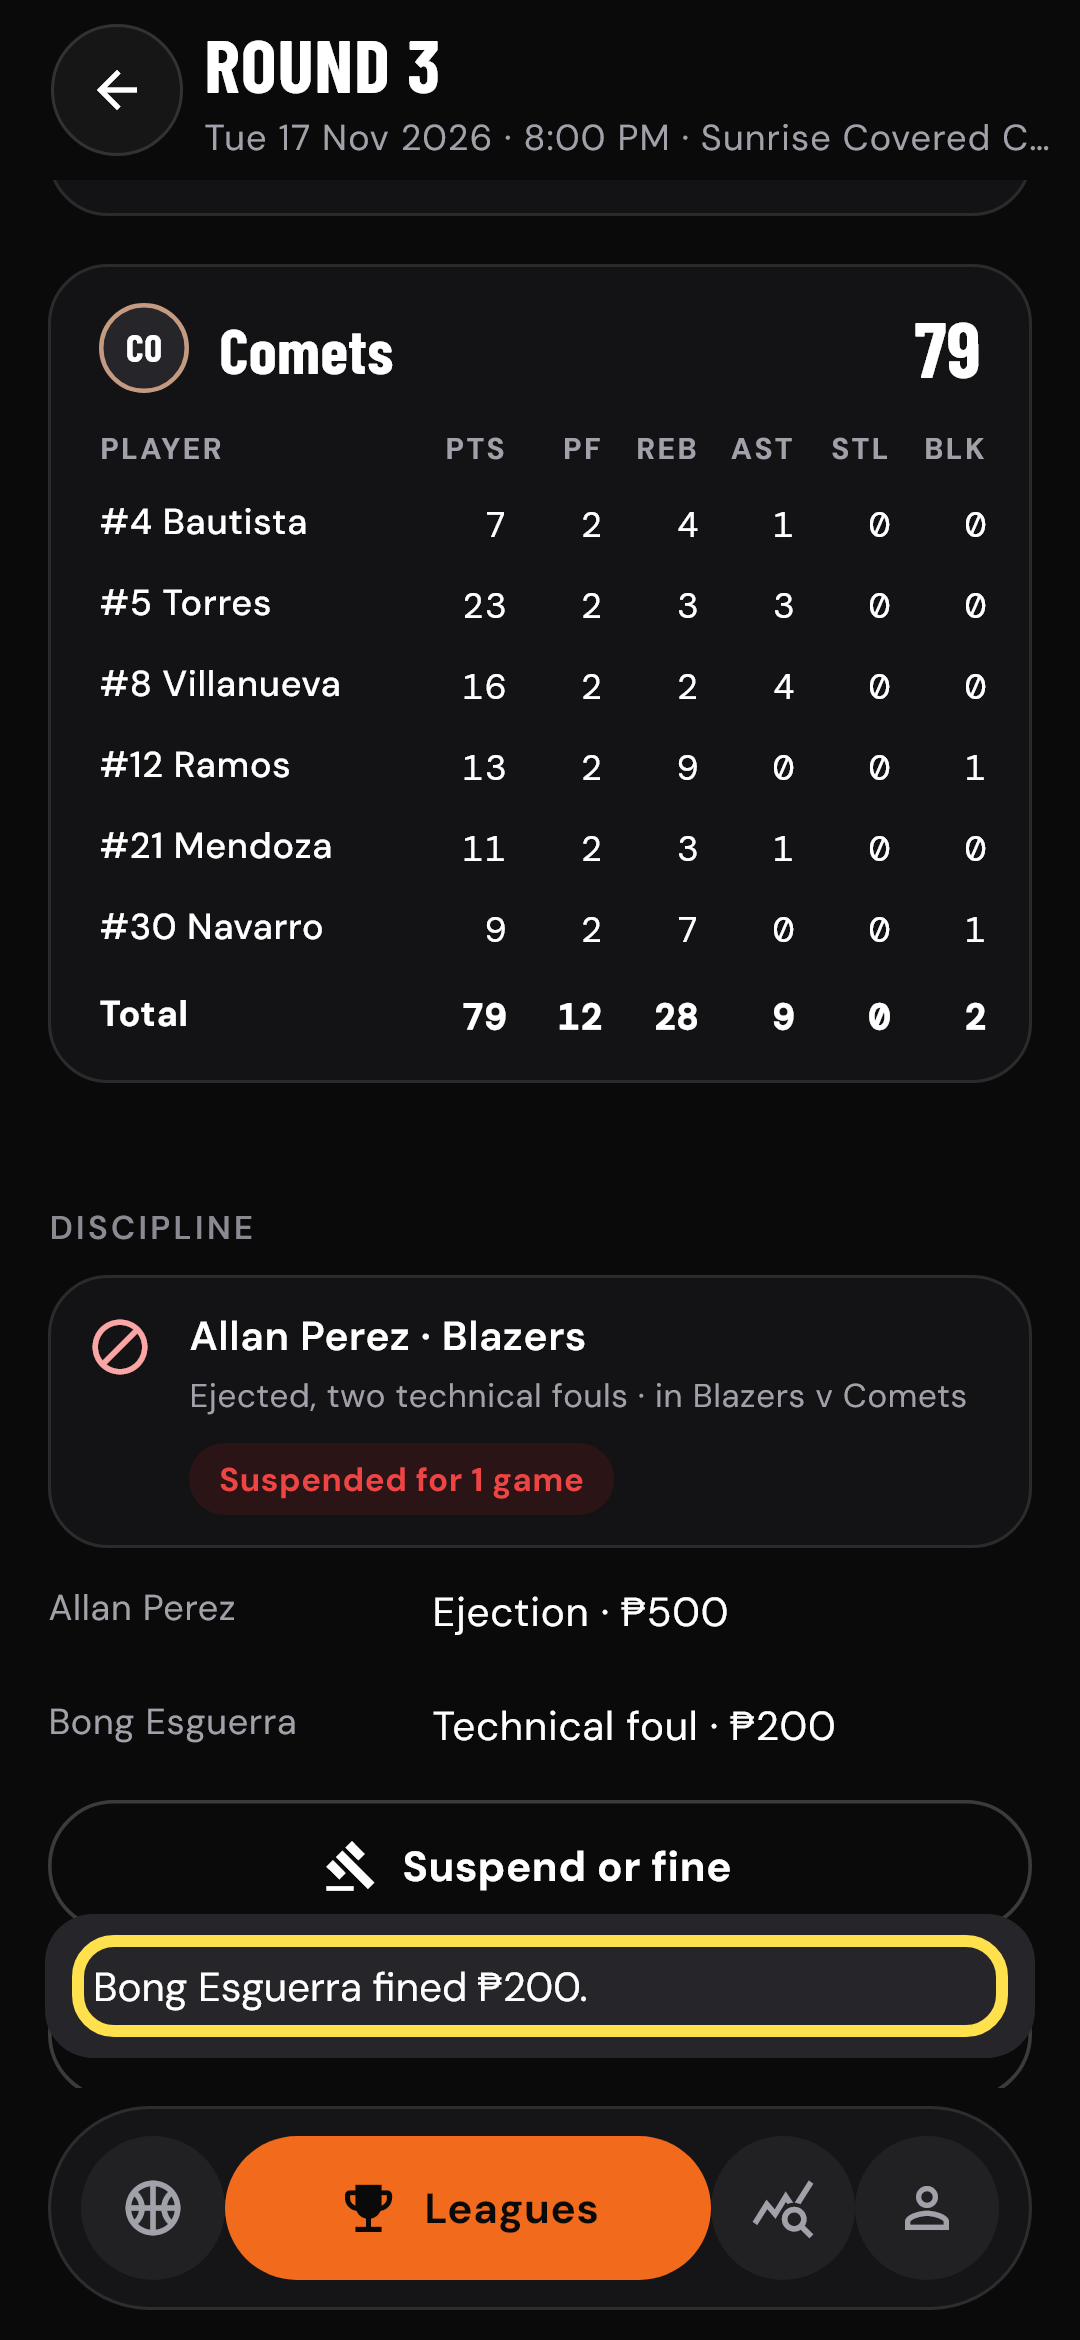 ROUND 3
Tue 17 Nov 2026 · 8:00 PM · Sunrise Covered C...
CO Comets 79
PLAYER PTS PF REB AST STL BLK
#4 Bautista 7 2 4 1 0 0
#5 Torres 23 2 3 3 0 0
#8 Villanueva 16 2 2 4 0 0
#12 Ramos 13 2 9 0 0 1
#21 Mendoza 11 2 3 1 0 0
#30 Navarro 9 2 7 0 0 1
Total 79 12 28 9 0 2
DISCIPLINE
Allan Perez · Blazers
Ejected, two technical fouls · in Blazers v Comets
Suspended for 1 game
Allan Perez Ejection · ₱500
Bong Esguerra Technical foul · ₱200
Suspend or fine
Bong Esguerra fined ₱200.
Leagues